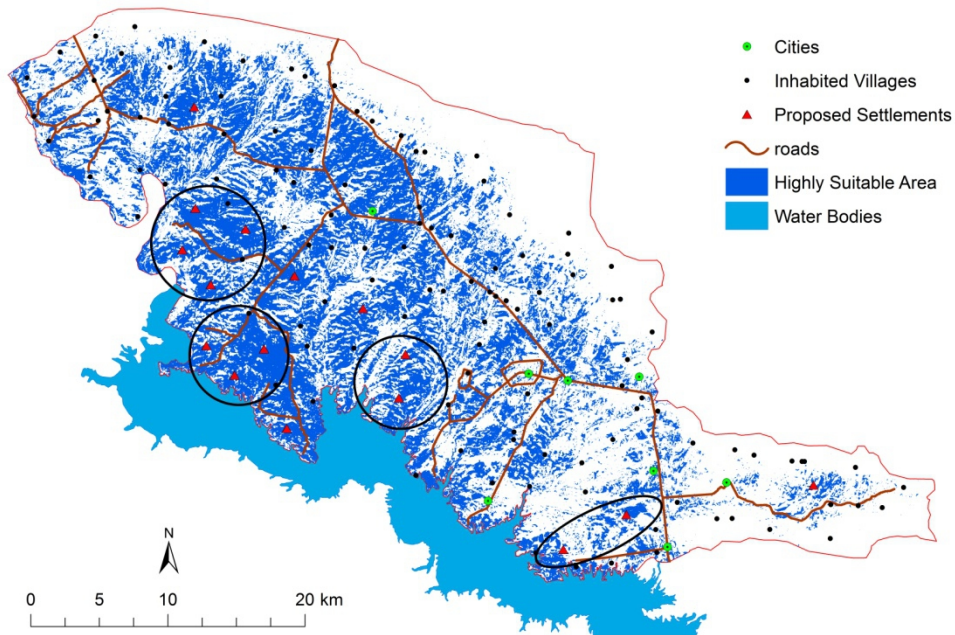 Cities
Inhabited Villages
Proposed Settlements
roads
Highly Suitable Area
Water Bodies
N
0 5 10 20 km